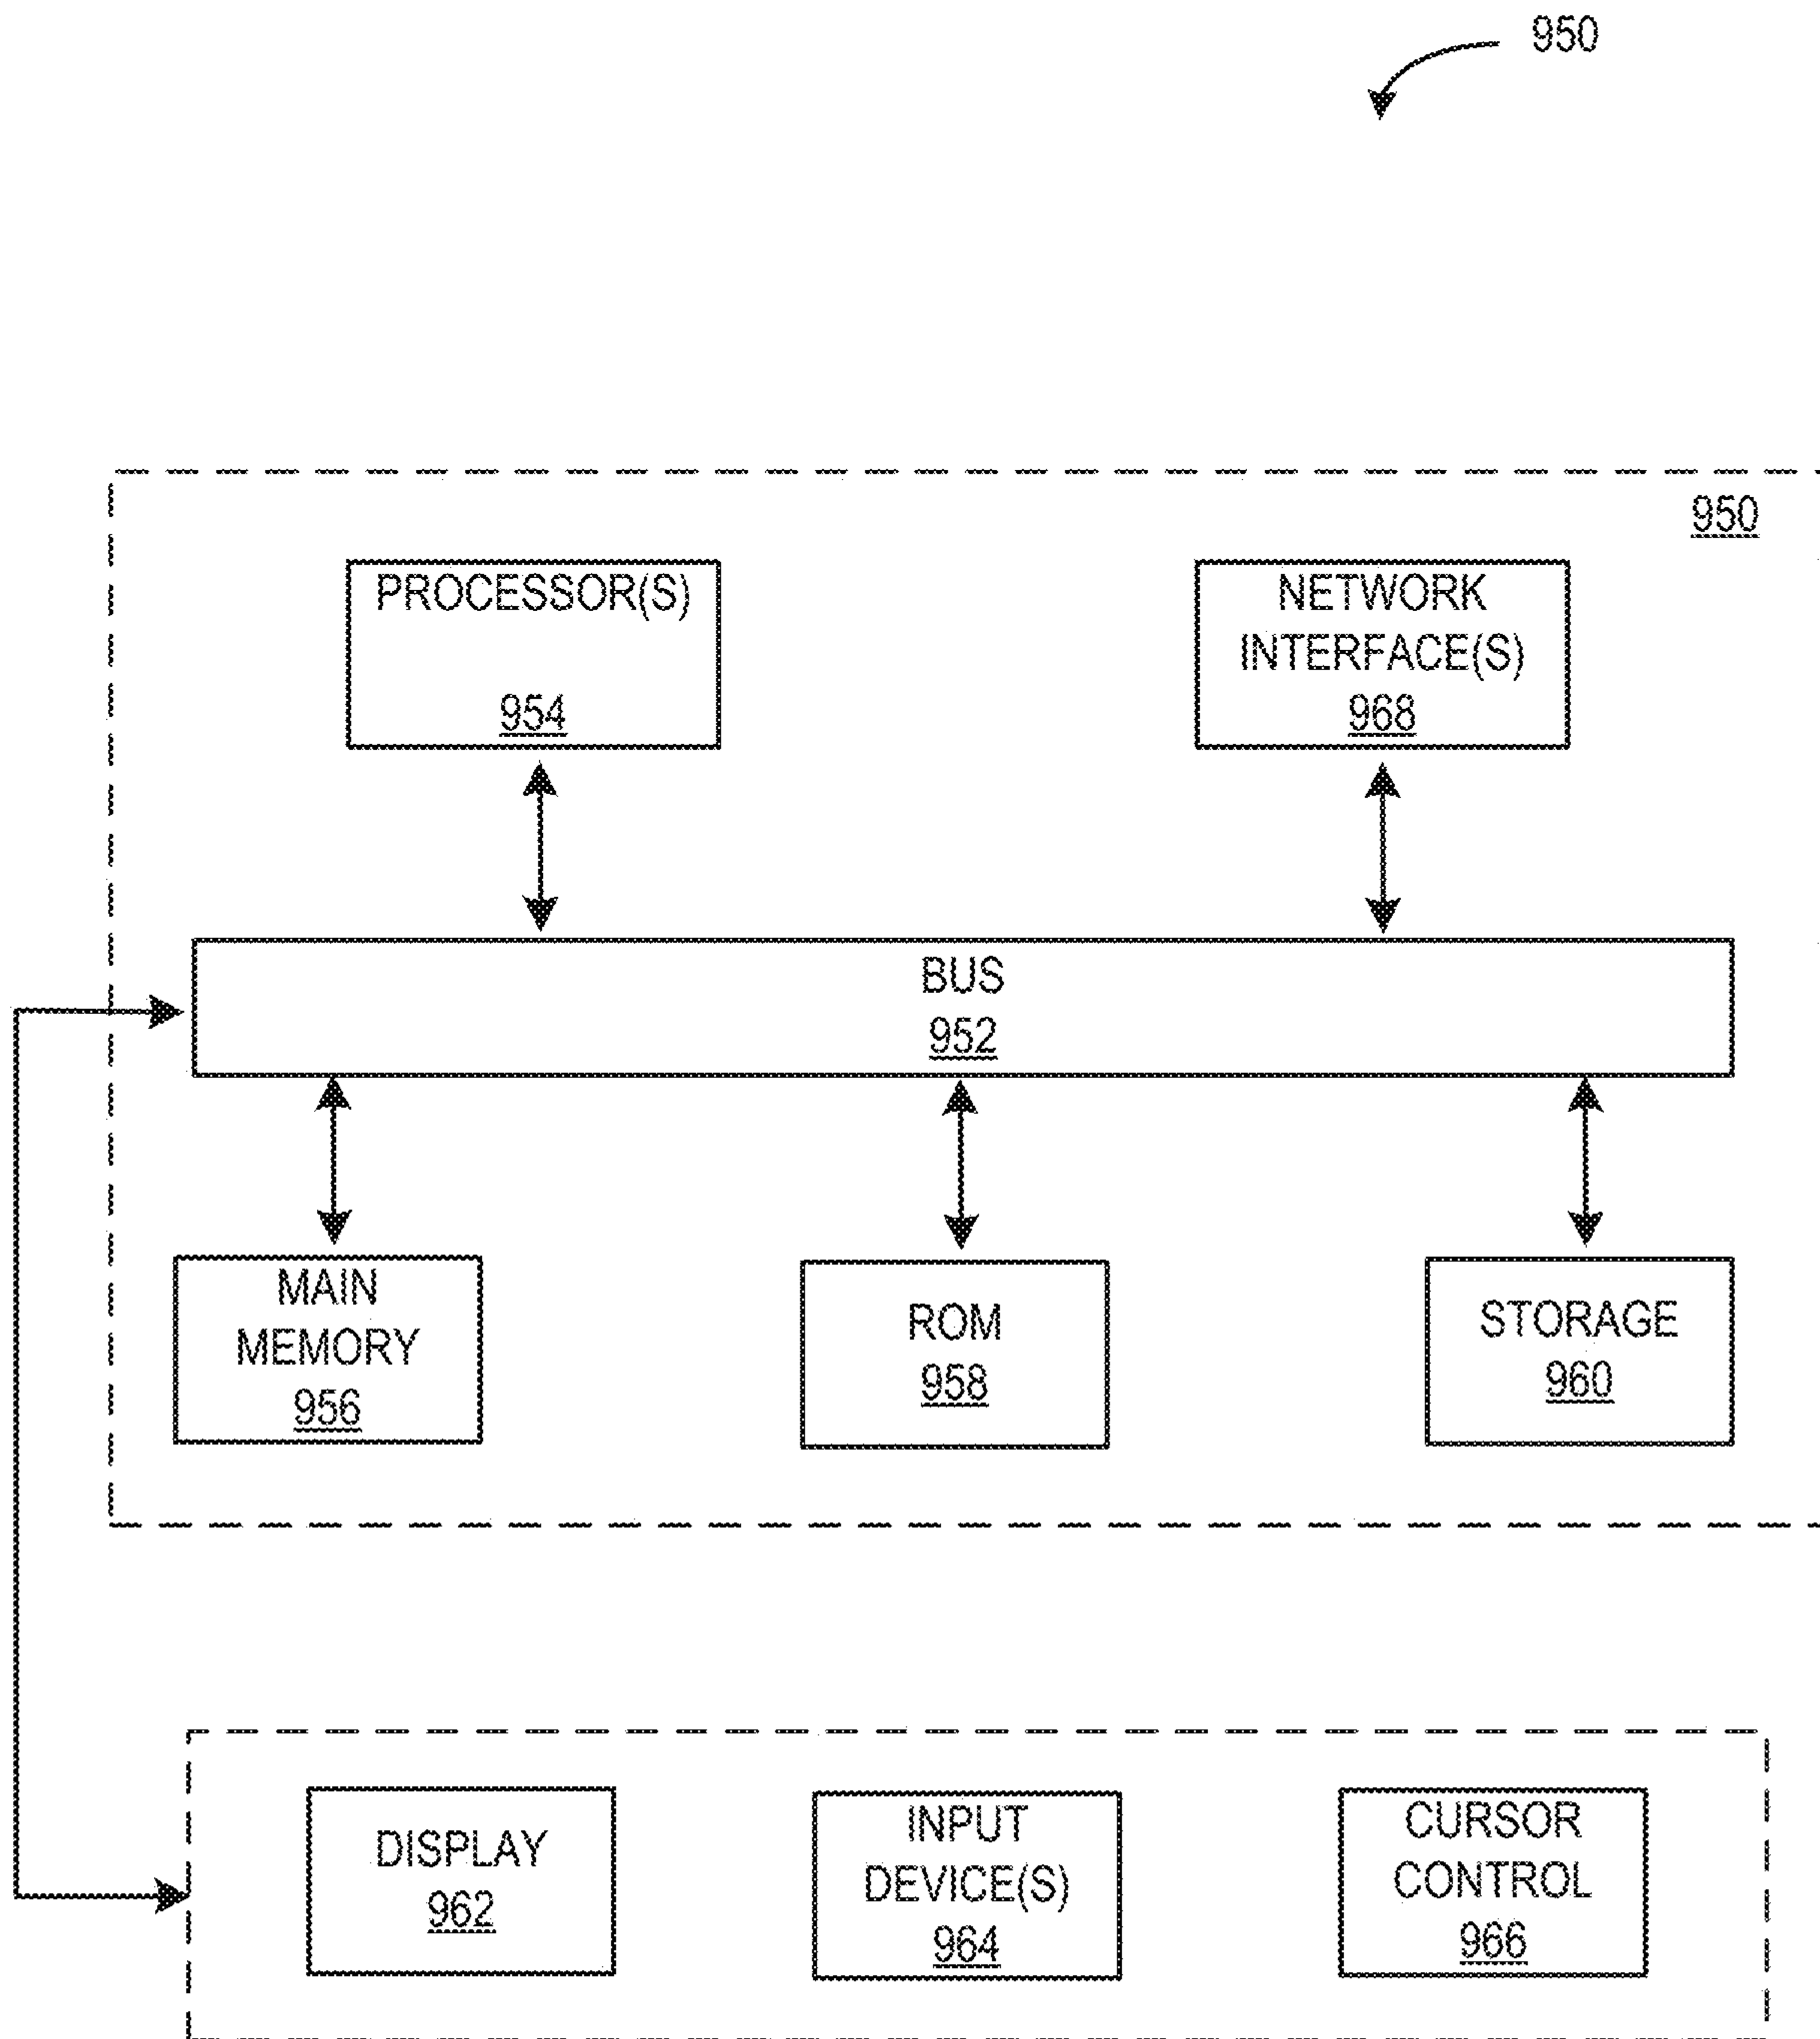 950
950
PROCESSOR(S)
954
NETWORK
INTERFACE(S)
968
BUS
952
MAIN
MEMORY
956
ROM
958
STORAGE
960
DISPLAY
962
INPUT
DEVICE(S)
964
CURSOR
CONTROL
966